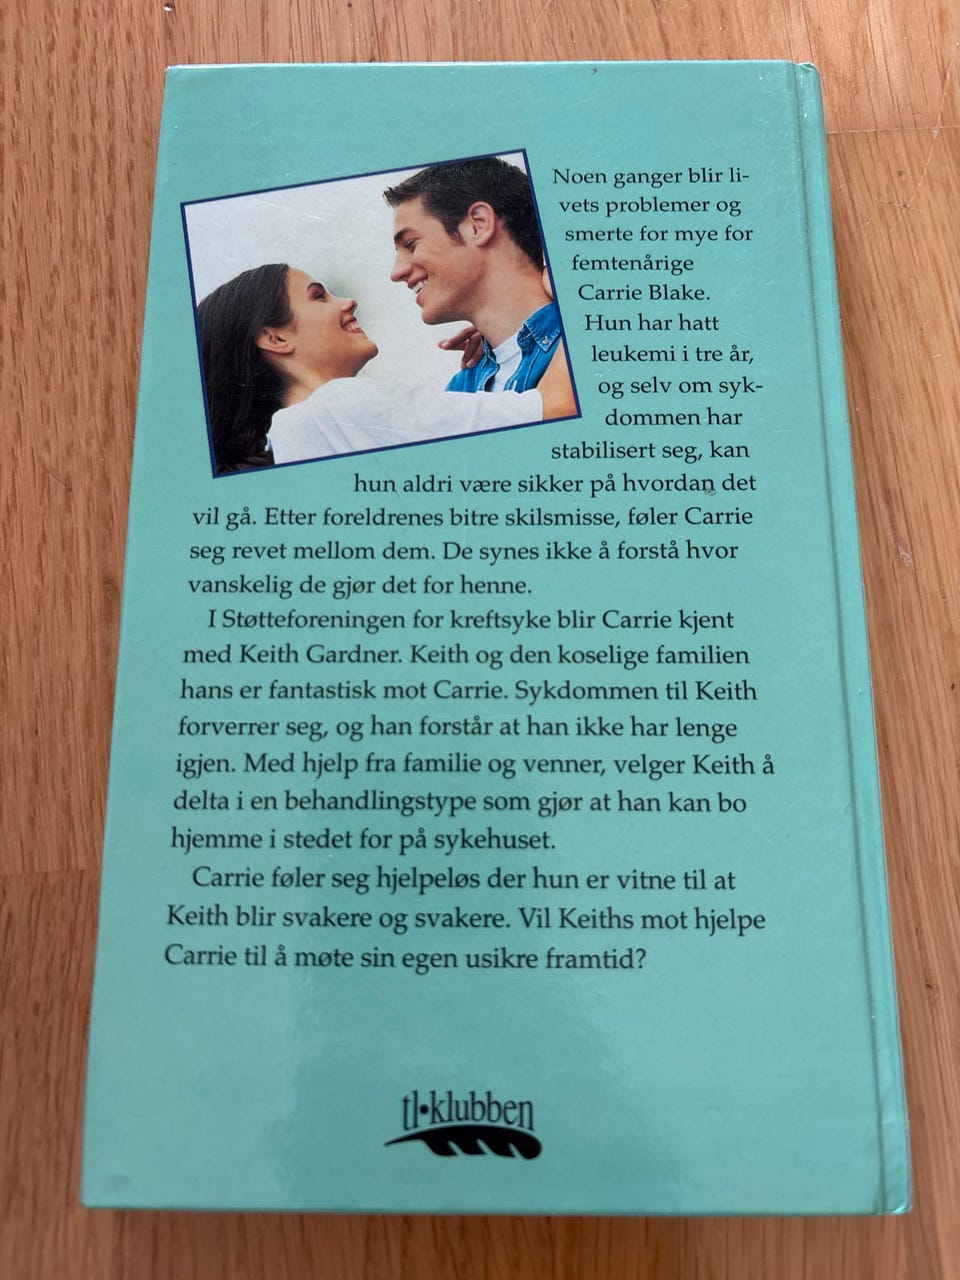 Noen ganger blir li-
vets problemer og
smerte for mye for
femtenårige
Carrie Blake.
Hun har hatt
leukemi i tre år,
og selv om syk-
dommen har
stabilisert seg, kan
hun aldri være sikker på hvordan det
vil gå. Etter foreldrenes bitre skilsmisse, føler Carrie
seg revet mellom dem. De synes ikke å forstå hvor
vanskelig de gjør det for henne.
I Støtteforeningen for kreftsyke blir Carrie kjent
med Keith Gardner. Keith og den koselige familien
hans er fantastisk mot Carrie. Sykdommen til Keith
forverrer seg, og han forstår at han ikke har lenge
igjen. Med hjelp fra familie og venner, velger Keith å
delta i en behandlingstype som gjør at han kan bo
hjemme i stedet for på sykehuset.
Carrie føler seg hjelpeløs der hun er vitne til at
Keith blir svakere og svakere. Vil Keiths mot hjelpe
Carrie til å møte sin egen usikre framtid?
tl•klubben